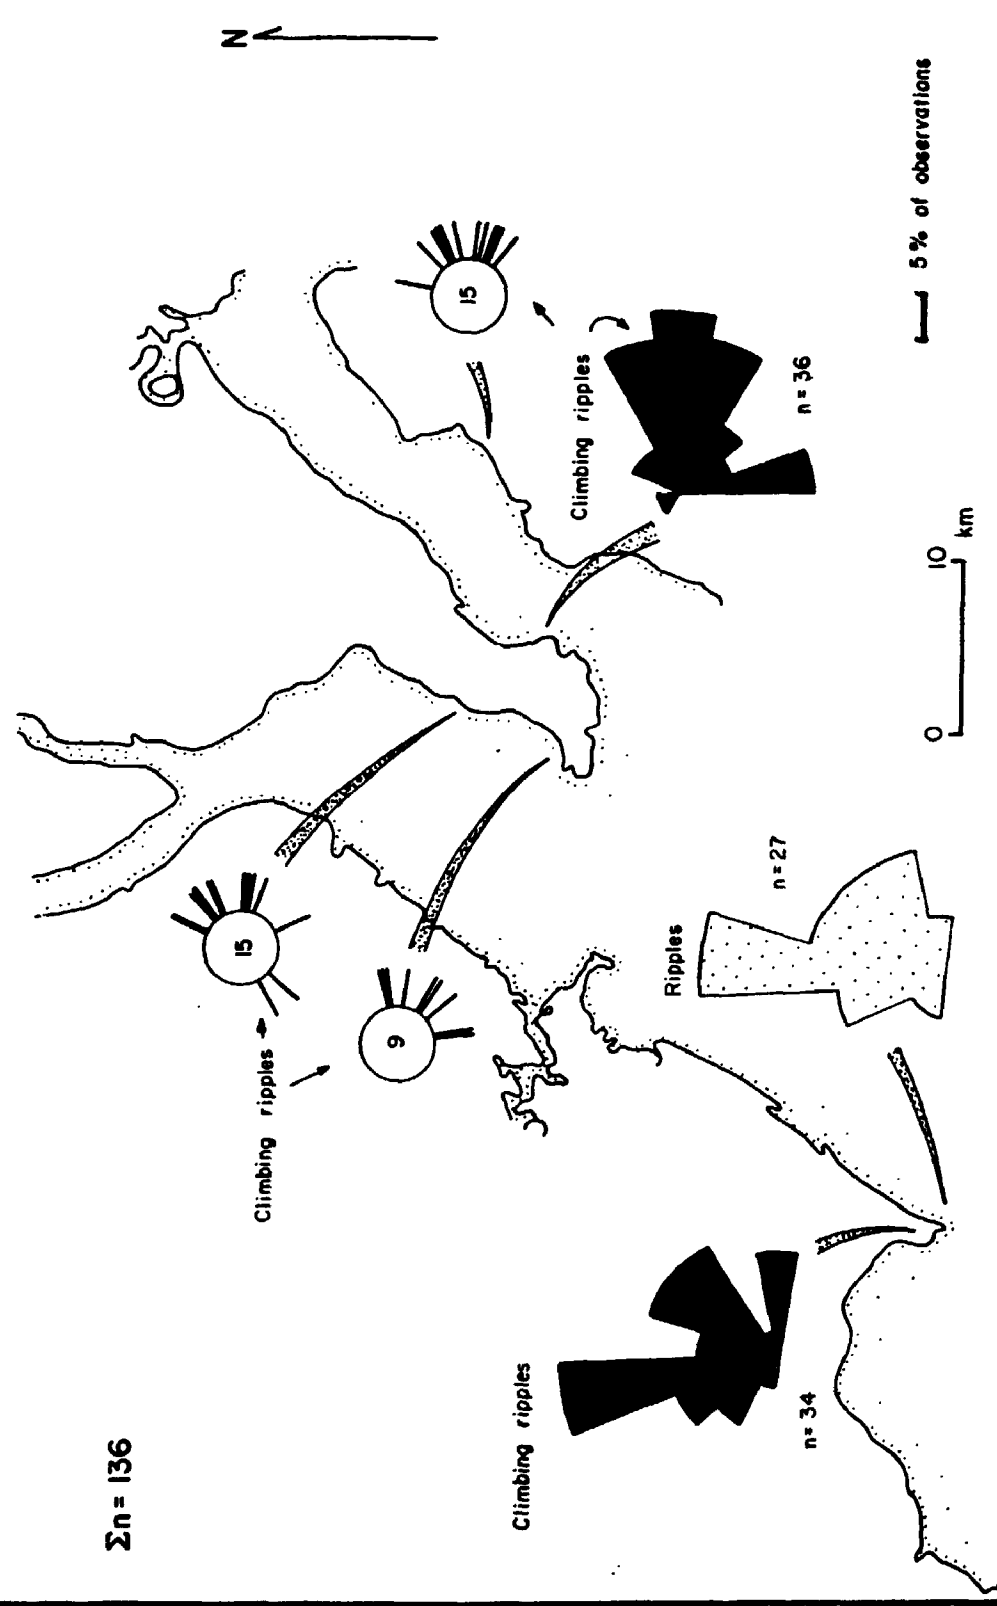 Σn = 136
N
Climbing ripples
15
9
15
Climbing ripples
n = 36
Climbing ripples
n = 34
Ripples
n = 27
0 10
km
5% of observations